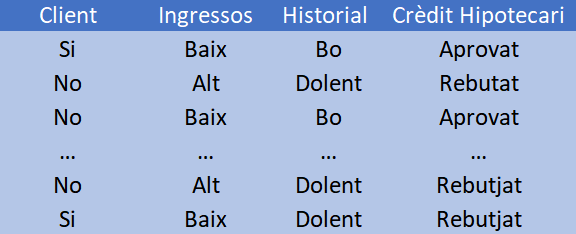 Client Ingressos Historial Crèdit Hipotecari
Si Baix Bo Aprovat
No Alt Dolent Rebutat
No Baix Bo Aprovat
... ... ... ...
No Alt Dolent Rebutjat
Si Baix Dolent Rebutjat